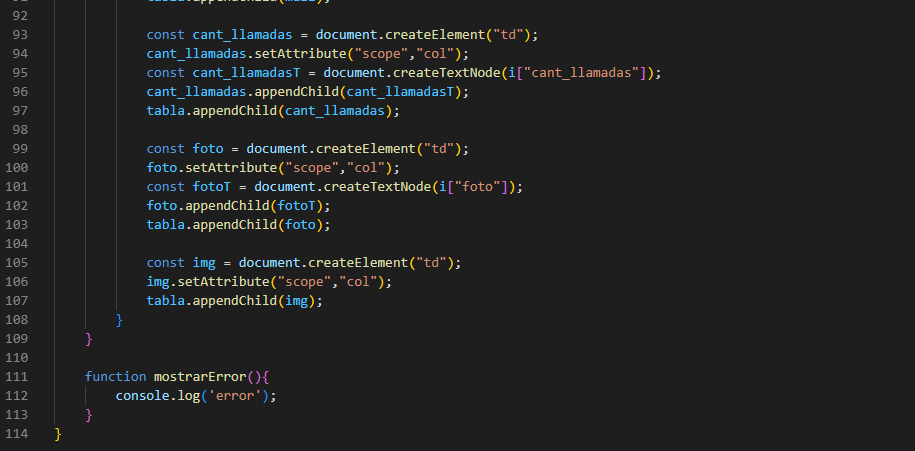 92
93 const cant_llamadas = document.createElement("td");
94 cant_llamadas.setAttribute("scope","col");
95 const cant_llamadasT = document.createTextNode(i["cant_llamadas"]);
96 cant_llamadas.appendChild(cant_llamadasT);
97 tabla.appendChild(cant_llamadas);
98
99 const foto = document.createElement("td");
100 foto.setAttribute("scope","col");
101 const fotoT = document.createTextNode(i["foto"]);
102 foto.appendChild(fotoT);
103 tabla.appendChild(foto);
104
105 const img = document.createElement("td");
106 img.setAttribute("scope","col");
107 tabla.appendChild(img);
108 }
109 }
110
111 function mostrarError(){
112 console.log('error');
113 }
114 }